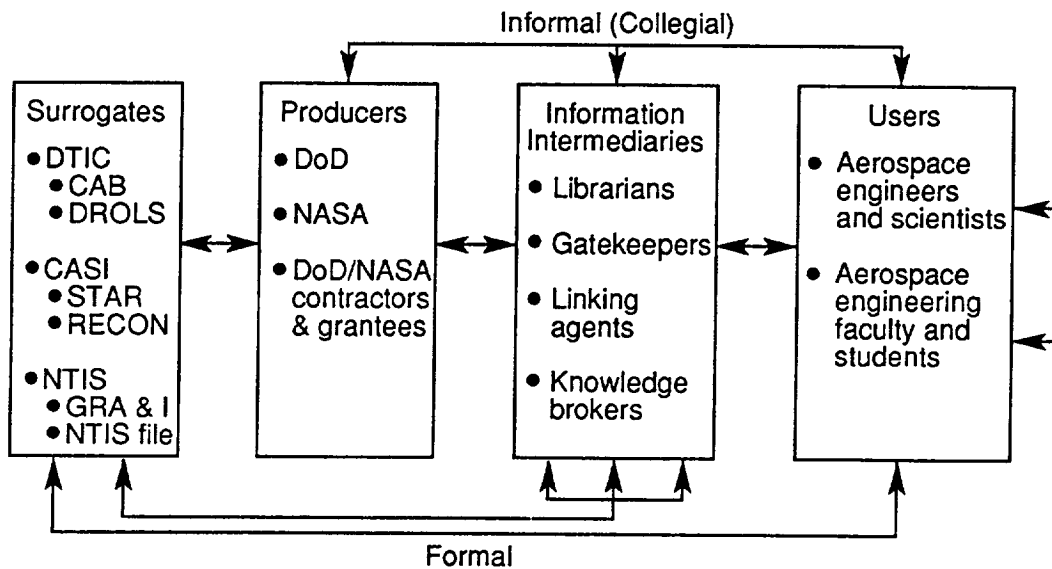 Informal (Collegial)
Surrogates
● DTIC
● CAB
● DROLS
● CASI
● STAR
● RECON
● NTIS
● GRA & I
● NTIS file
Producers
● DoD
● NASA
● DoD/NASA
contractors
& grantees
Information
Intermediaries
● Librarians
● Gatekeepers
● Linking
agents
● Knowledge
brokers
Users
● Aerospace
engineers
and scientists
● Aerospace
engineering
faculty and
students
Formal